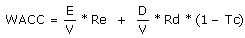 WACC = E/V * Re + D/V * Rd * (1 - Tc)